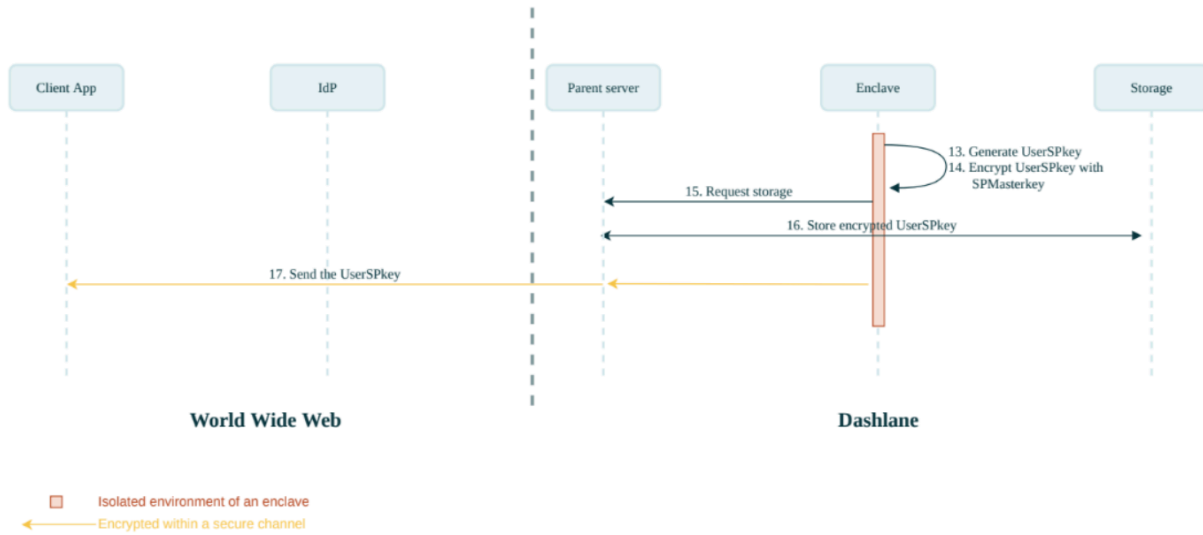 Client App
IdP
Parent server
Enclave
Storage
13. Generate UserSPkey
14. Encrypt UserSPkey with
SPMasterkey
15. Request storage
16. Store encrypted UserSPkey
17. Send the UserSPkey
World Wide Web
Dashlane
Isolated environment of an enclave
Encrypted within a secure channel